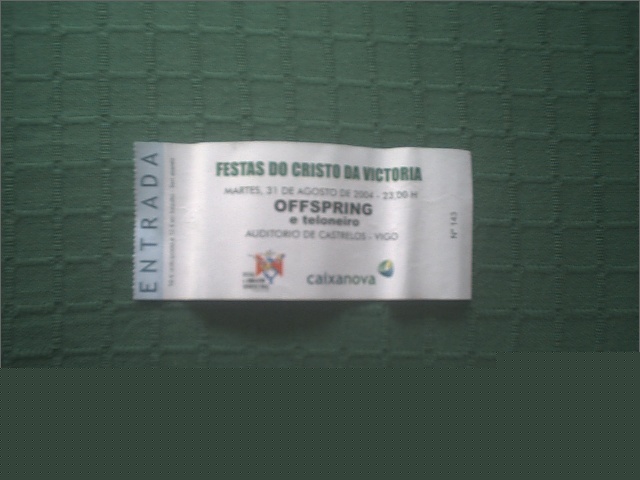 ENTRADA
FESTAS DO CRISTO DA VICTORIA
MARTES, 31 DE AGOSTO DE 2004 - 23,00 H
OFFSPRING
e teloneiro
AUDITORIO DE CASTRELOS - VIGO
caixanova
Nº 143